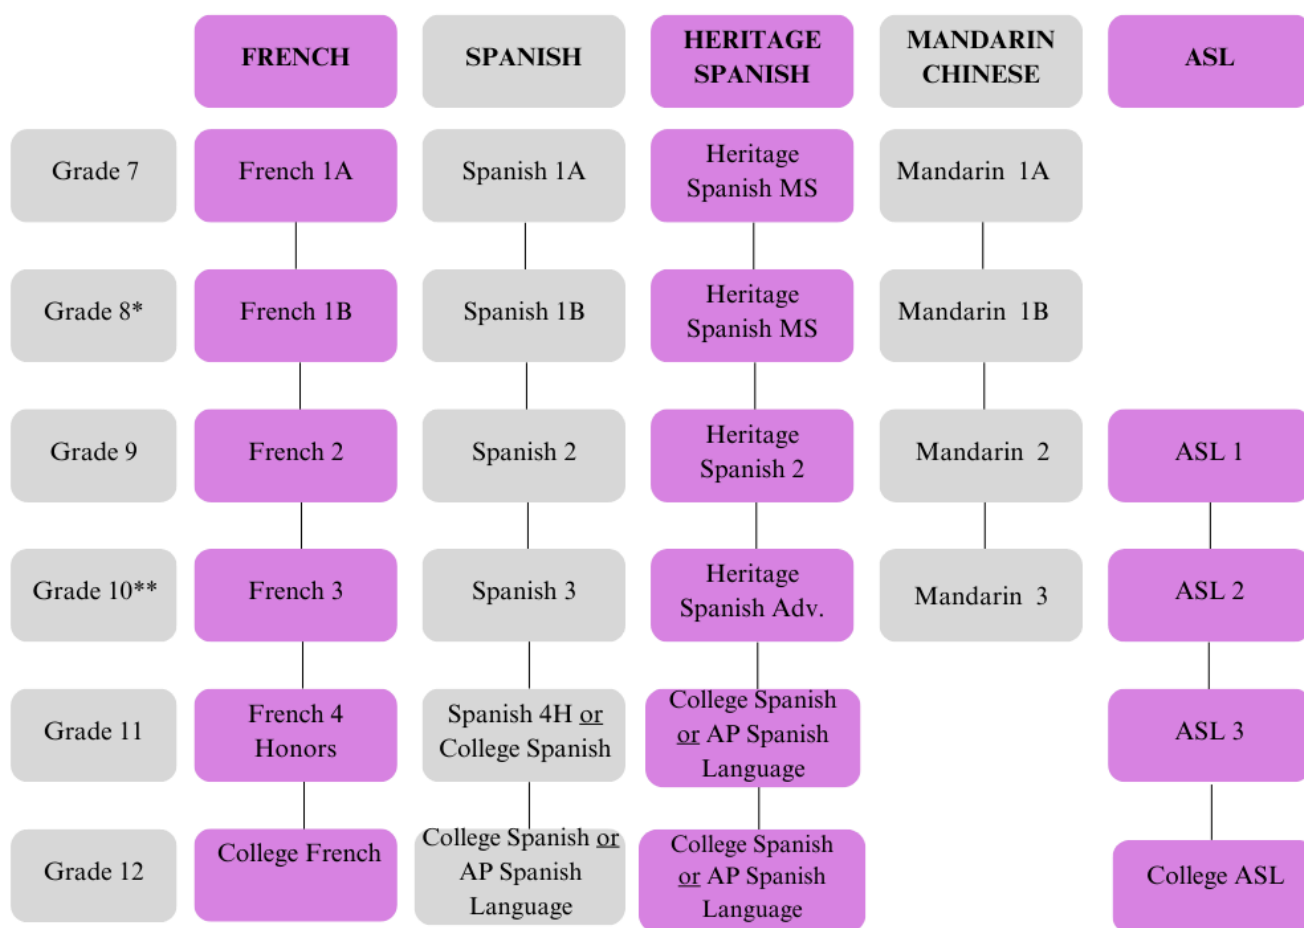 FRENCH
SPANISH
HERITAGE
SPANISH
MANDARIN
CHINESE
ASL
Grade 7
French 1A
Spanish 1A
Heritage
Spanish MS
Mandarin 1A
Grade 8*
French 1B
Spanish 1B
Heritage
Spanish MS
Mandarin 1B
Grade 9
French 2
Spanish 2
Heritage
Spanish 2
Mandarin 2
ASL 1
Grade 10**
French 3
Spanish 3
Heritage
Spanish Adv.
Mandarin 3
ASL 2
Grade 11
French 4
Honors
Spanish 4H or
College Spanish
College Spanish
or AP Spanish
Language
ASL 3
Grade 12
College French
College Spanish or
AP Spanish
Language
College Spanish
or AP Spanish
Language
College ASL